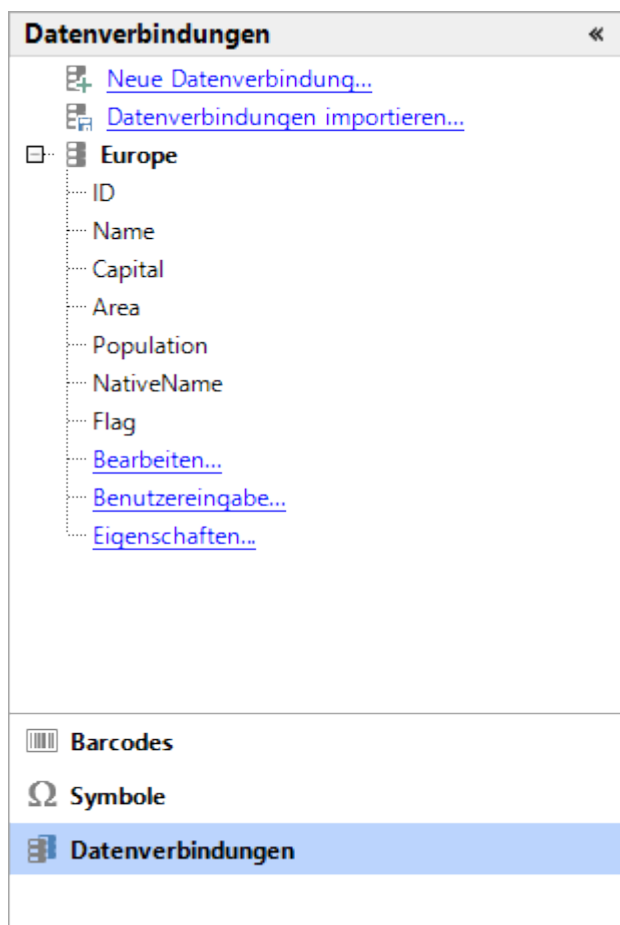 Datenverbindungen «
Neue Datenverbindung...
Datenverbindungen importieren...
Europe
ID
Name
Capital
Area
Population
NativeName
Flag
Bearbeiten...
Benutzereingabe...
Eigenschaften...
Barcodes
Ω Symbole
Datenverbindungen